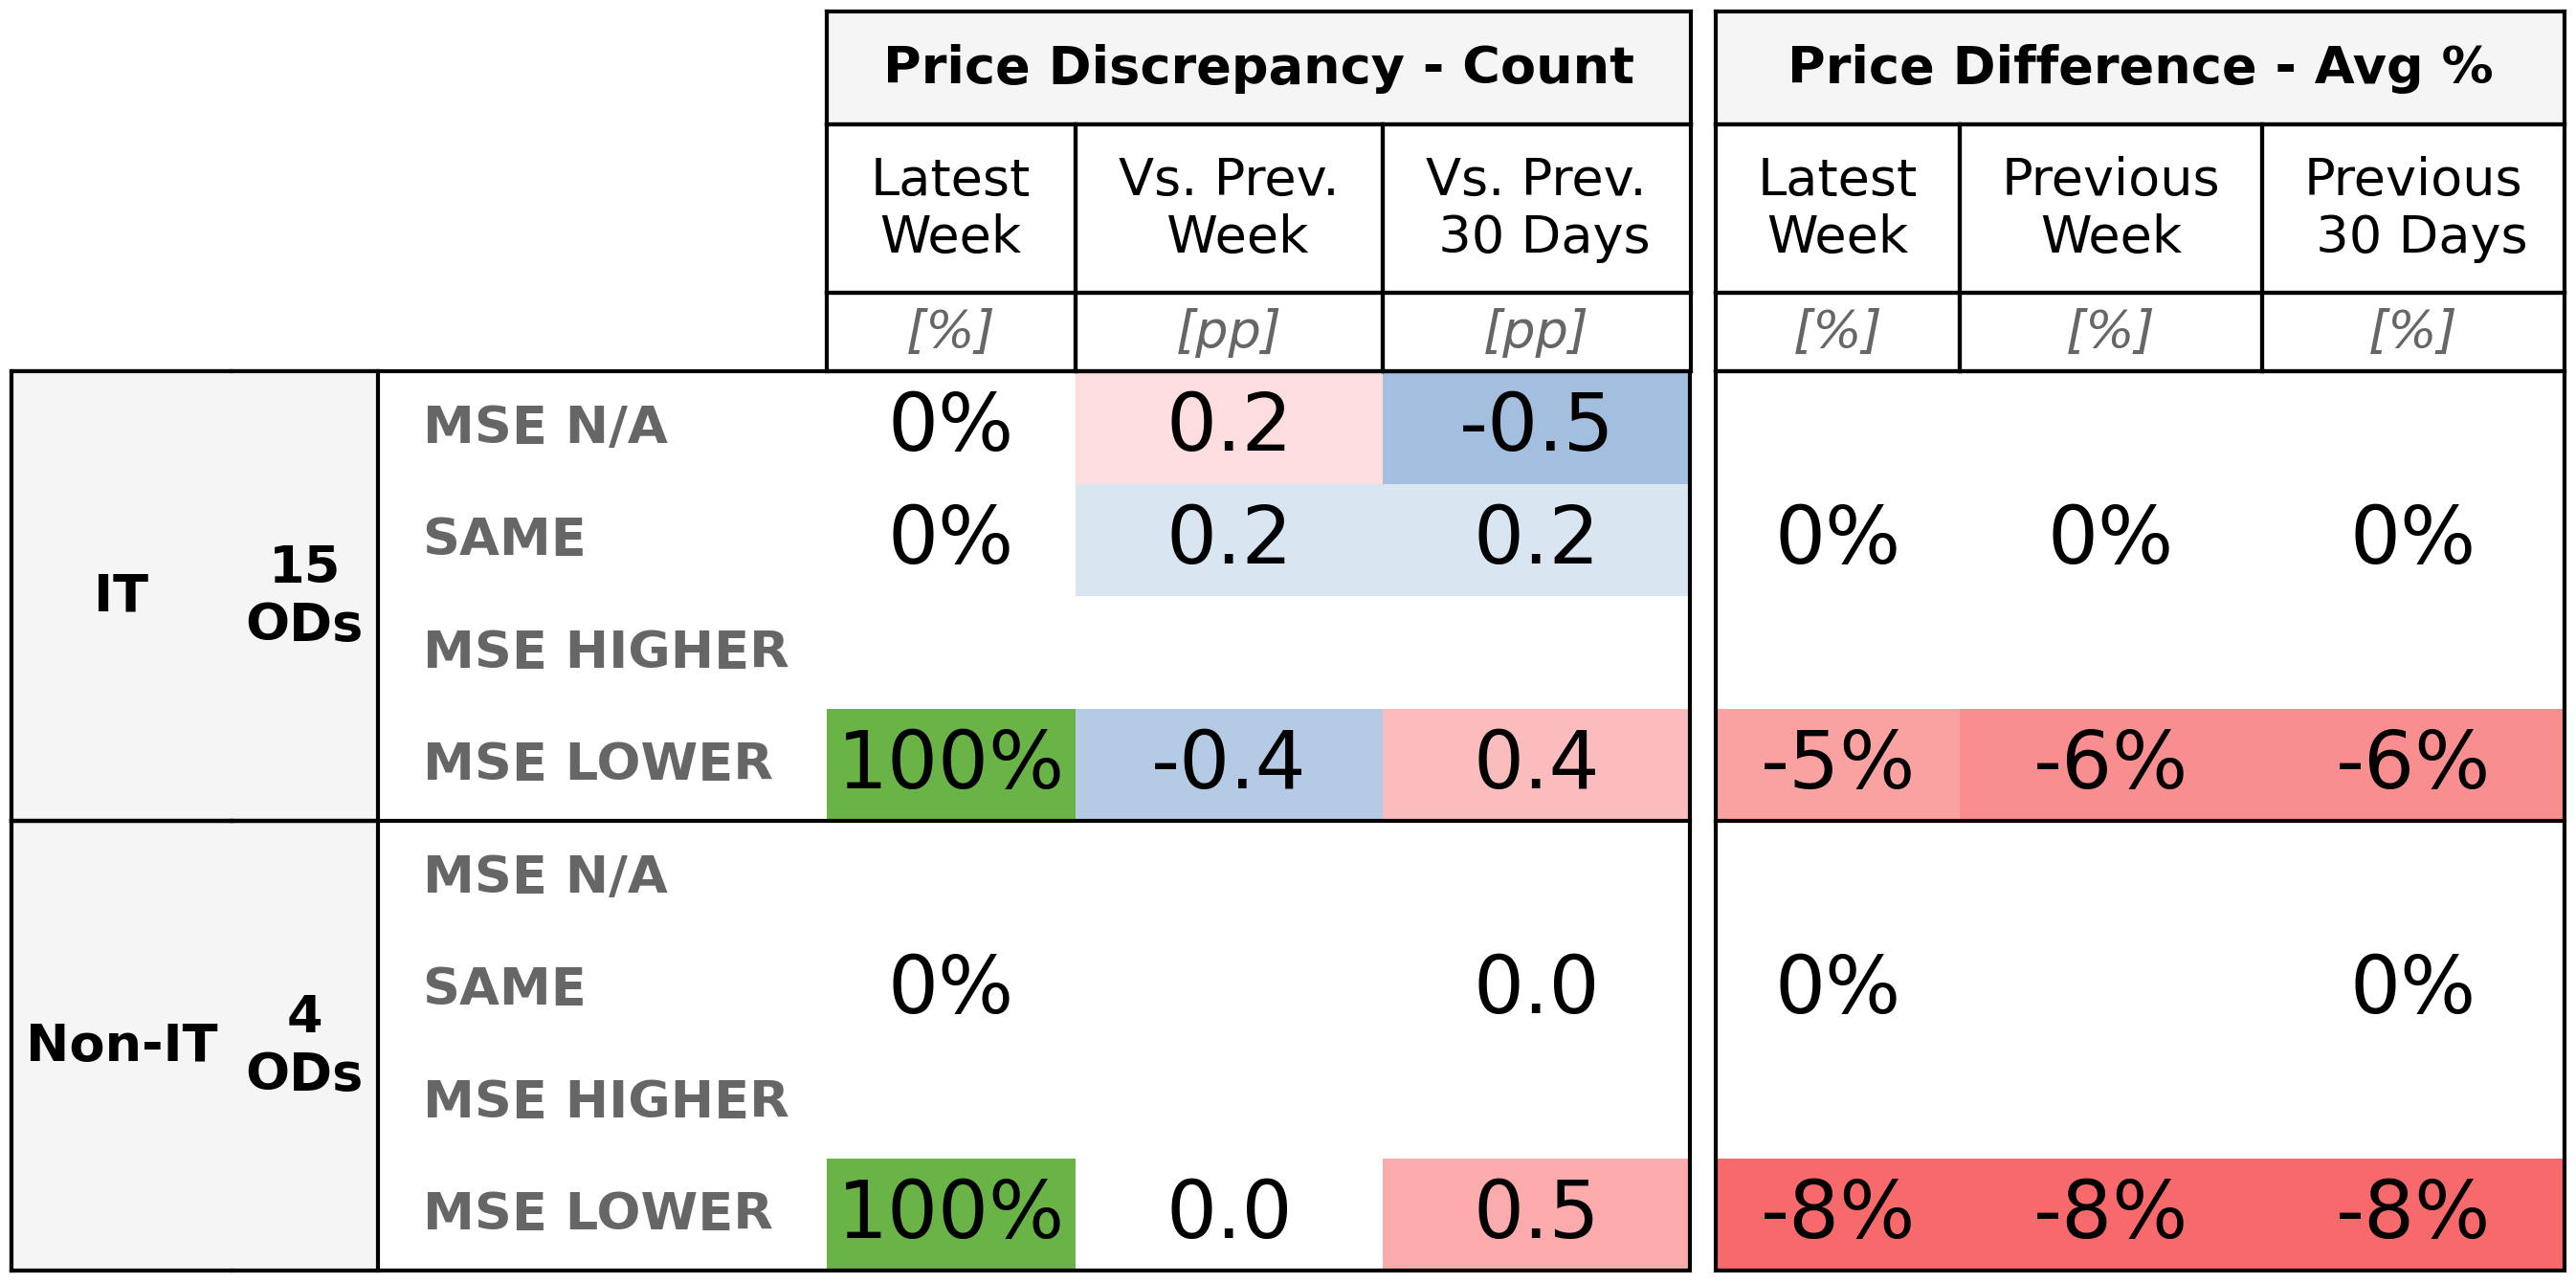 Price Discrepancy - Count
Price Difference - Avg %
Latest Week
Vs. Prev. Week
Vs. Prev. 30 Days
Latest Week
Previous Week
Previous 30 Days
[%] [pp] [pp] [%] [%] [%]
IT
15 ODs
MSE N/A 0% 0.2 -0.5
SAME 0% 0.2 0.2 0% 0% 0%
MSE HIGHER
MSE LOWER 100% -0.4 0.4 -5% -6% -6%
Non-IT
4 ODs
MSE N/A
SAME 0% 0.0 0% 0%
MSE HIGHER
MSE LOWER 100% 0.0 0.5 -8% -8% -8%